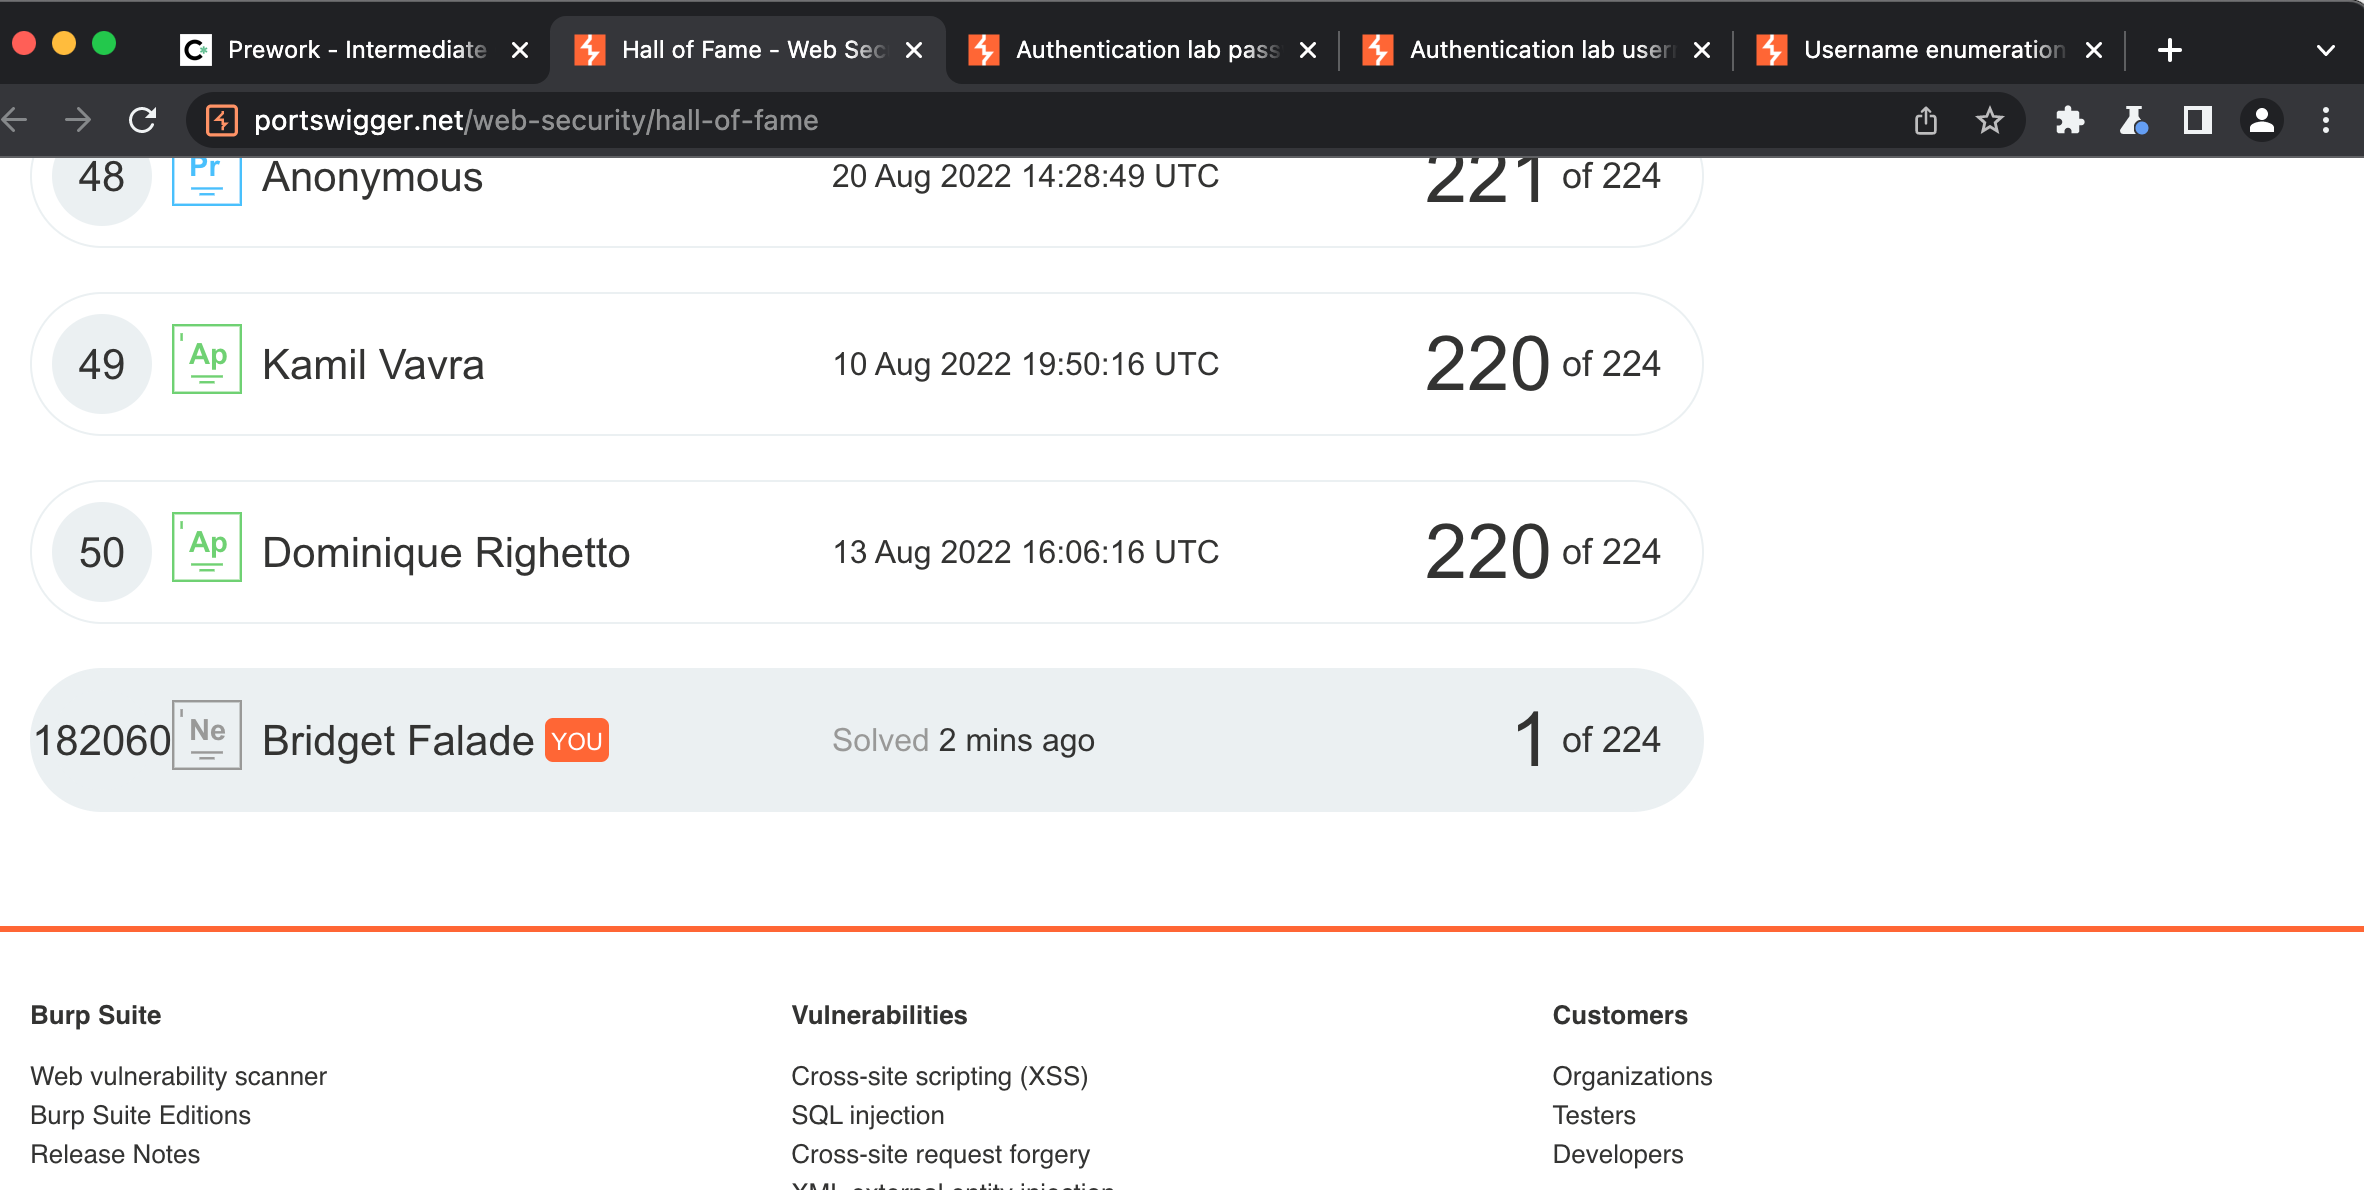 Prework - Intermediate
Hall of Fame - Web Sec
Authentication lab pass
Authentication lab user
Username enumeration
portswigger.net/web-security/hall-of-fame
48 Pr Anonymous 20 Aug 2022 14:28:49 UTC 221 of 224
49 Ap Kamil Vavra 10 Aug 2022 19:50:16 UTC 220 of 224
50 Ap Dominique Righetto 13 Aug 2022 16:06:16 UTC 220 of 224
182060 Ne Bridget Falade YOU Solved 2 mins ago 1 of 224
Burp Suite
Web vulnerability scanner
Burp Suite Editions
Release Notes
Vulnerabilities
Cross-site scripting (XSS)
SQL injection
Cross-site request forgery
XML external entity injection
Customers
Organizations
Testers
Developers